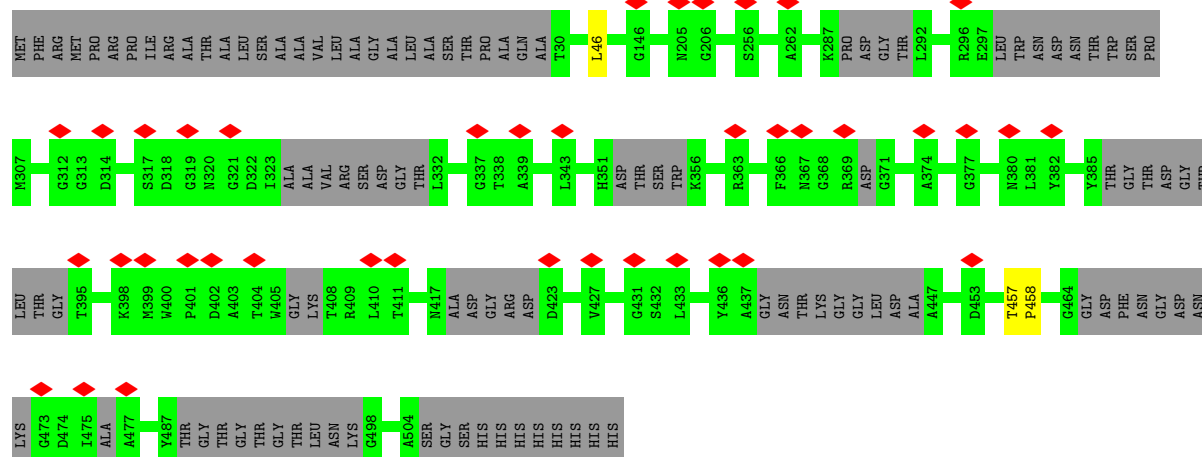 MET PHE ARG MET PRO ARG PRO ILE ARG ALA THR ALA LEU SER ALA ALA VAL LEU ALA GLY ALA LEU ALA SER THR PRO ALA GLN ALA T30 L46 G146 N205 G206 S256 A262 K287 PRO ASP GLY THR L292 R296 E297 LEU TRP ASN ASP ASP ASN THR TRP SER PRO
M307 G312 G313 D314 S317 D318 G319 N320 G321 D322 I323 ALA ALA VAL ARG SER ASP GLY THR L332 G337 T338 A339 L343 H351 ASP THR SER TRP K356 R363 F366 N367 G368 R369 ASP G371 A374 G377 N380 L381 Y382 Y385 THR GLY THR ASP GLY THR
LEU THR GLY T395 K398 M399 W400 P401 D402 A403 T404 W405 GLY LYS T408 R409 L410 T411 N417 ALA ASP GLY ARG ASP D423 V427 G431 S432 L433 Y436 A437 GLY ASN THR LYS GLY GLY LEU ASP ALA A447 D453 T457 P458 G464 GLY ASP PHE ASN GLY ASP ASN
LYS G473 D474 I475 ALA A477 Y487 THR GLY THR GLY THR GLY THR LEU ASN LYS G498 A504 SER GLY SER HIS HIS HIS HIS HIS HIS